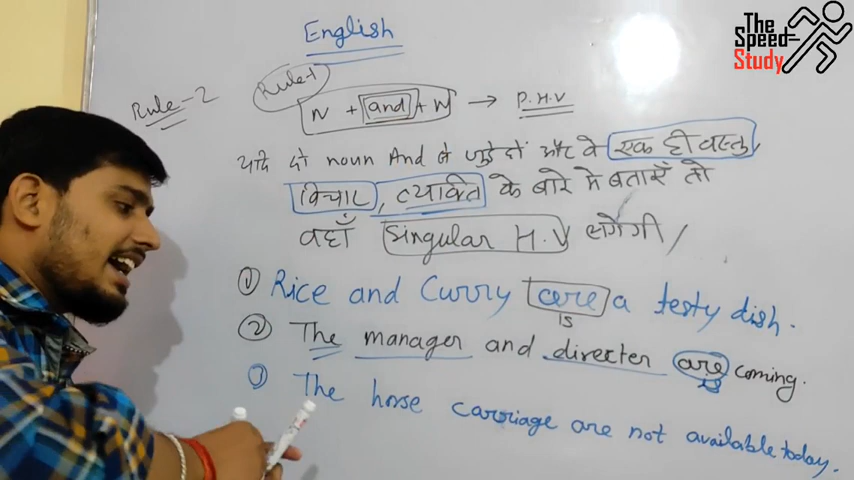 English
The
Speed
Study
Rule-1
Rule-2
N + and + N → P.H.V
यदि दो noun And से जुड़े हों और वे एक ही वस्तु,
विचार, व्यक्ति के बारे में बताएँ तो
वहाँ Singular H.V लगेगी/
① Rice and Curry are a testy dish.
is
② The manager and directer are coming.
is
③ The horse carriage are not available today.